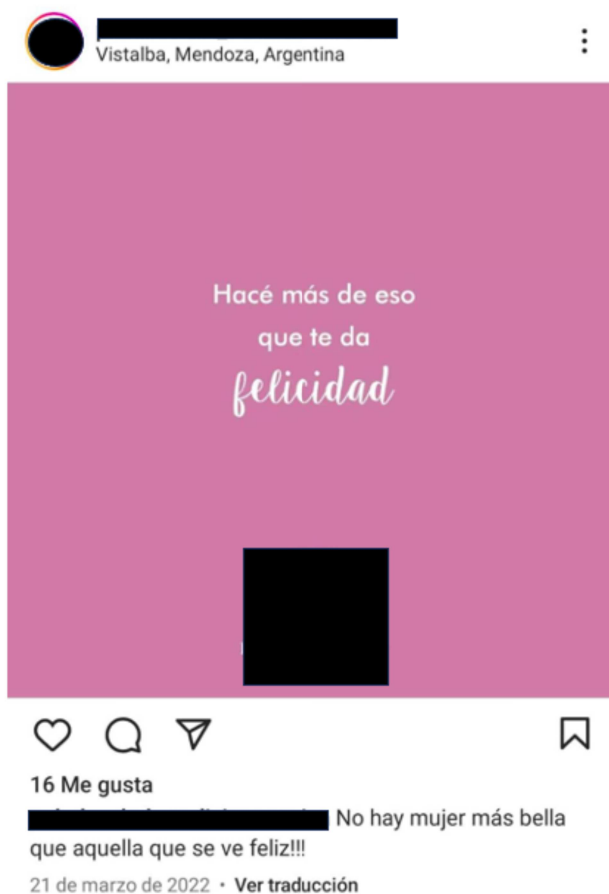 Vistalba, Mendoza, Argentina
Hacé más de eso
que te da
felicidad
16 Me gusta
No hay mujer más bella
que aquella que se ve feliz!!!
21 de marzo de 2022 • Ver traducción